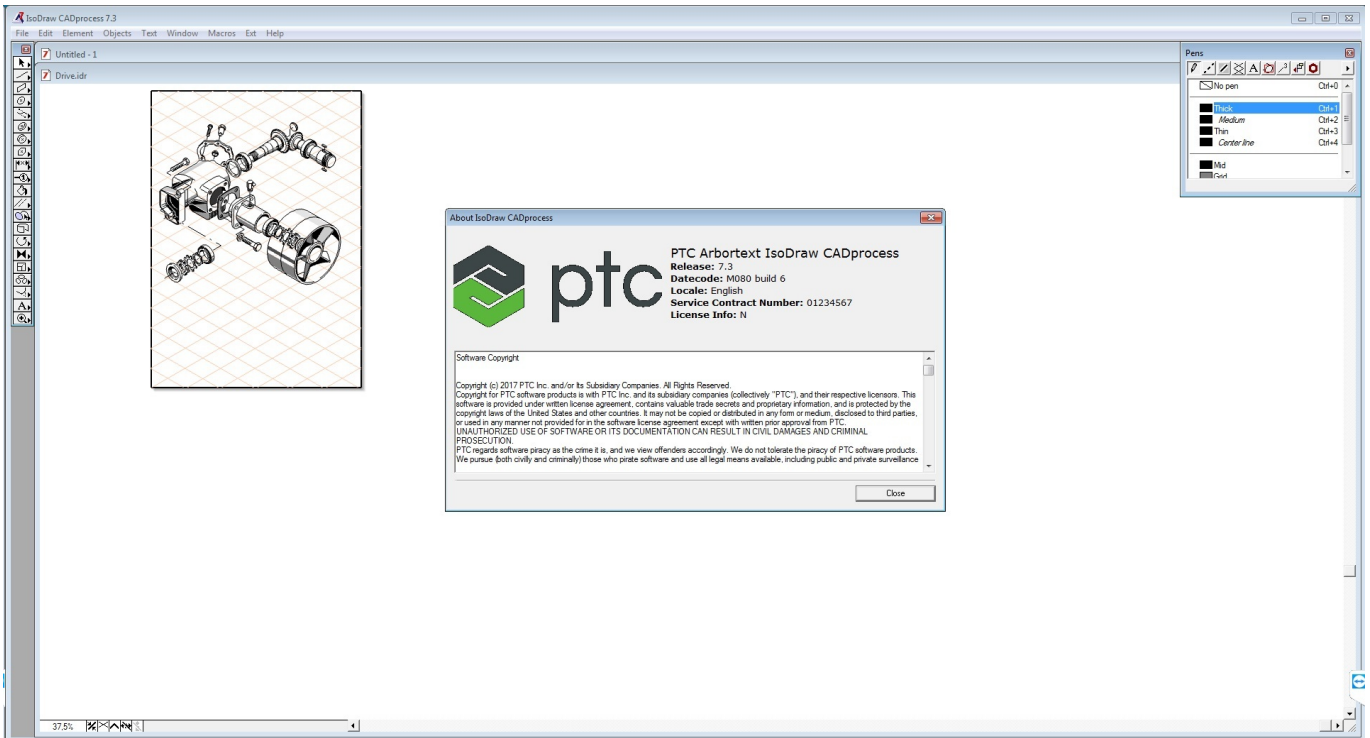 IsoDraw CADprocess 7.3
File Edit Element Objects Text Window Macros Ext Help
Untitled - 1
Drive.idr
Pens
No pen Ctrl+0
Thick Ctrl+1
Medium Ctrl+2
Thin Ctrl+3
Center line Ctrl+4
Mid
Grid
About IsoDraw CADprocess
ptc
PTC Arbortext IsoDraw CADprocess
Release: 7.3
Datecode: M080 build 6
Locale: English
Service Contract Number: 01234567
License Info: N
Software Copyright
Copyright (c) 2017 PTC Inc. and/or Its Subsidiary Companies. All Rights Reserved.
Copyright for PTC software products is with PTC Inc. and its subsidiary companies (collectively "PTC"), and their respective licensors. This
software is provided under written license agreement, contains valuable trade secrets and proprietary information, and is protected by the
copyright laws of the United States and other countries. It may not be copied or distributed in any form or medium, disclosed to third parties,
or used in any manner not provided for in the software license agreement except with written prior approval from PTC.
UNAUTHORIZED USE OF SOFTWARE OR ITS DOCUMENTATION CAN RESULT IN CIVIL DAMAGES AND CRIMINAL
PROSECUTION.
PTC regards software piracy as the crime it is, and we view offenders accordingly. We do not tolerate the piracy of PTC software products.
We pursue (both civilly and criminally) those who pirate software and use all legal means available, including public and private surveillance
Close
37.5%